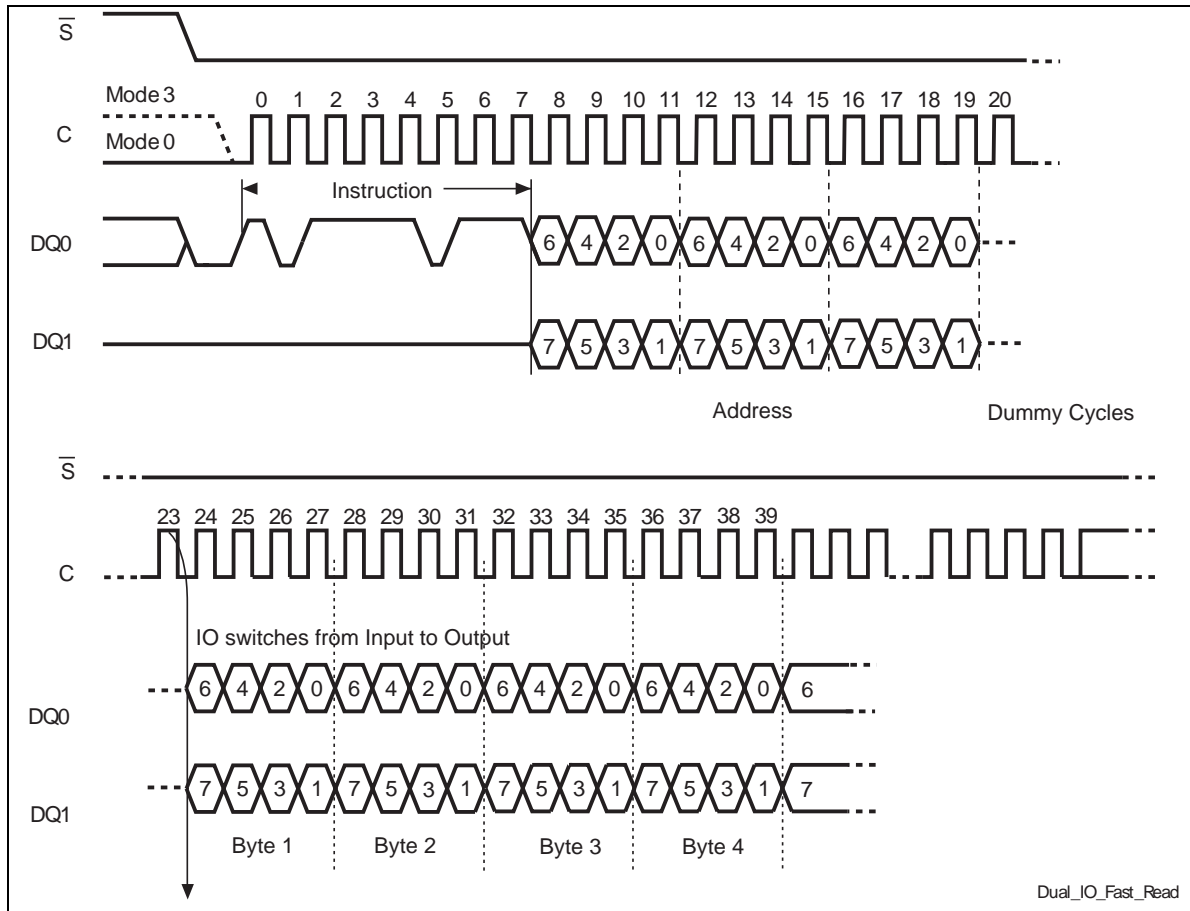 S
Mode 3
0 1 2 3 4 5 6 7 8 9 10 11 12 13 14 15 16 17 18 19 20
C
Mode 0
Instruction
DQ0
6 4 2 0 6 4 2 0 6 4 2 0
DQ1
7 5 3 1 7 5 3 1 7 5 3 1
Address
Dummy Cycles
S
23 24 25 26 27 28 29 30 31 32 33 34 35 36 37 38 39
C
IO switches from Input to Output
6 4 2 0 6 4 2 0 6 4 2 0 6 4 2 0 6
DQ0
7 5 3 1 7 5 3 1 7 5 3 1 7 5 3 1 7
DQ1
Byte 1 Byte 2 Byte 3 Byte 4
Dual_IO_Fast_Read